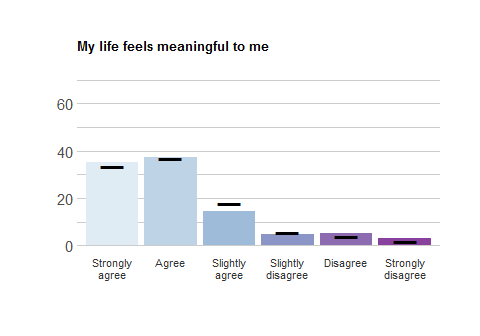 My life feels meaningful to me
60
40
20
0
Strongly
agree
Agree
Slightly
agree
Slightly
disagree
Disagree
Strongly
disagree